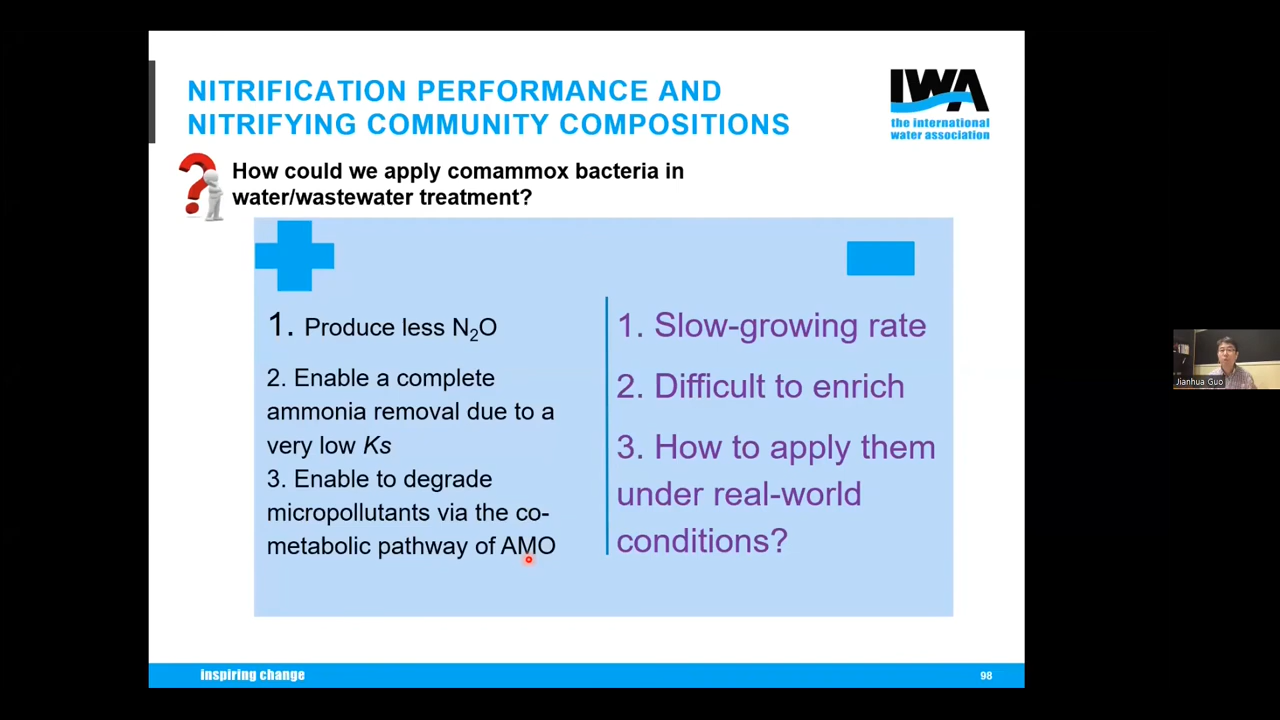 NITRIFICATION PERFORMANCE AND
NITRIFYING COMMUNITY COMPOSITIONS
IWA
the international
water association
How could we apply comammox bacteria in
water/wastewater treatment?
1. Produce less N₂O
2. Enable a complete
ammonia removal due to a
very low Ks
3. Enable to degrade
micropollutants via the co-
metabolic pathway of AMO
1. Slow-growing rate
2. Difficult to enrich
3. How to apply them
under real-world
conditions?
inspiring change
98
Jianhua Guo